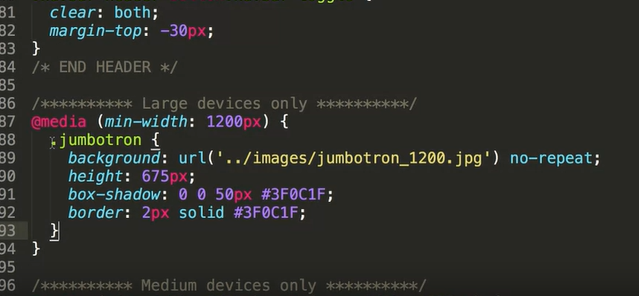 81 clear: both;
82 margin-top: -30px;
83 }
84 /* END HEADER */
85
86 /********** Large devices only **********/
87 @media (min-width: 1200px) {
88 .jumbotron {
89 background: url('../images/jumbotron_1200.jpg') no-repeat;
90 height: 675px;
91 box-shadow: 0 0 50px #3F0C1F;
92 border: 2px solid #3F0C1F;
93 }
94 }
95
96 /********** Medium devices only **********/